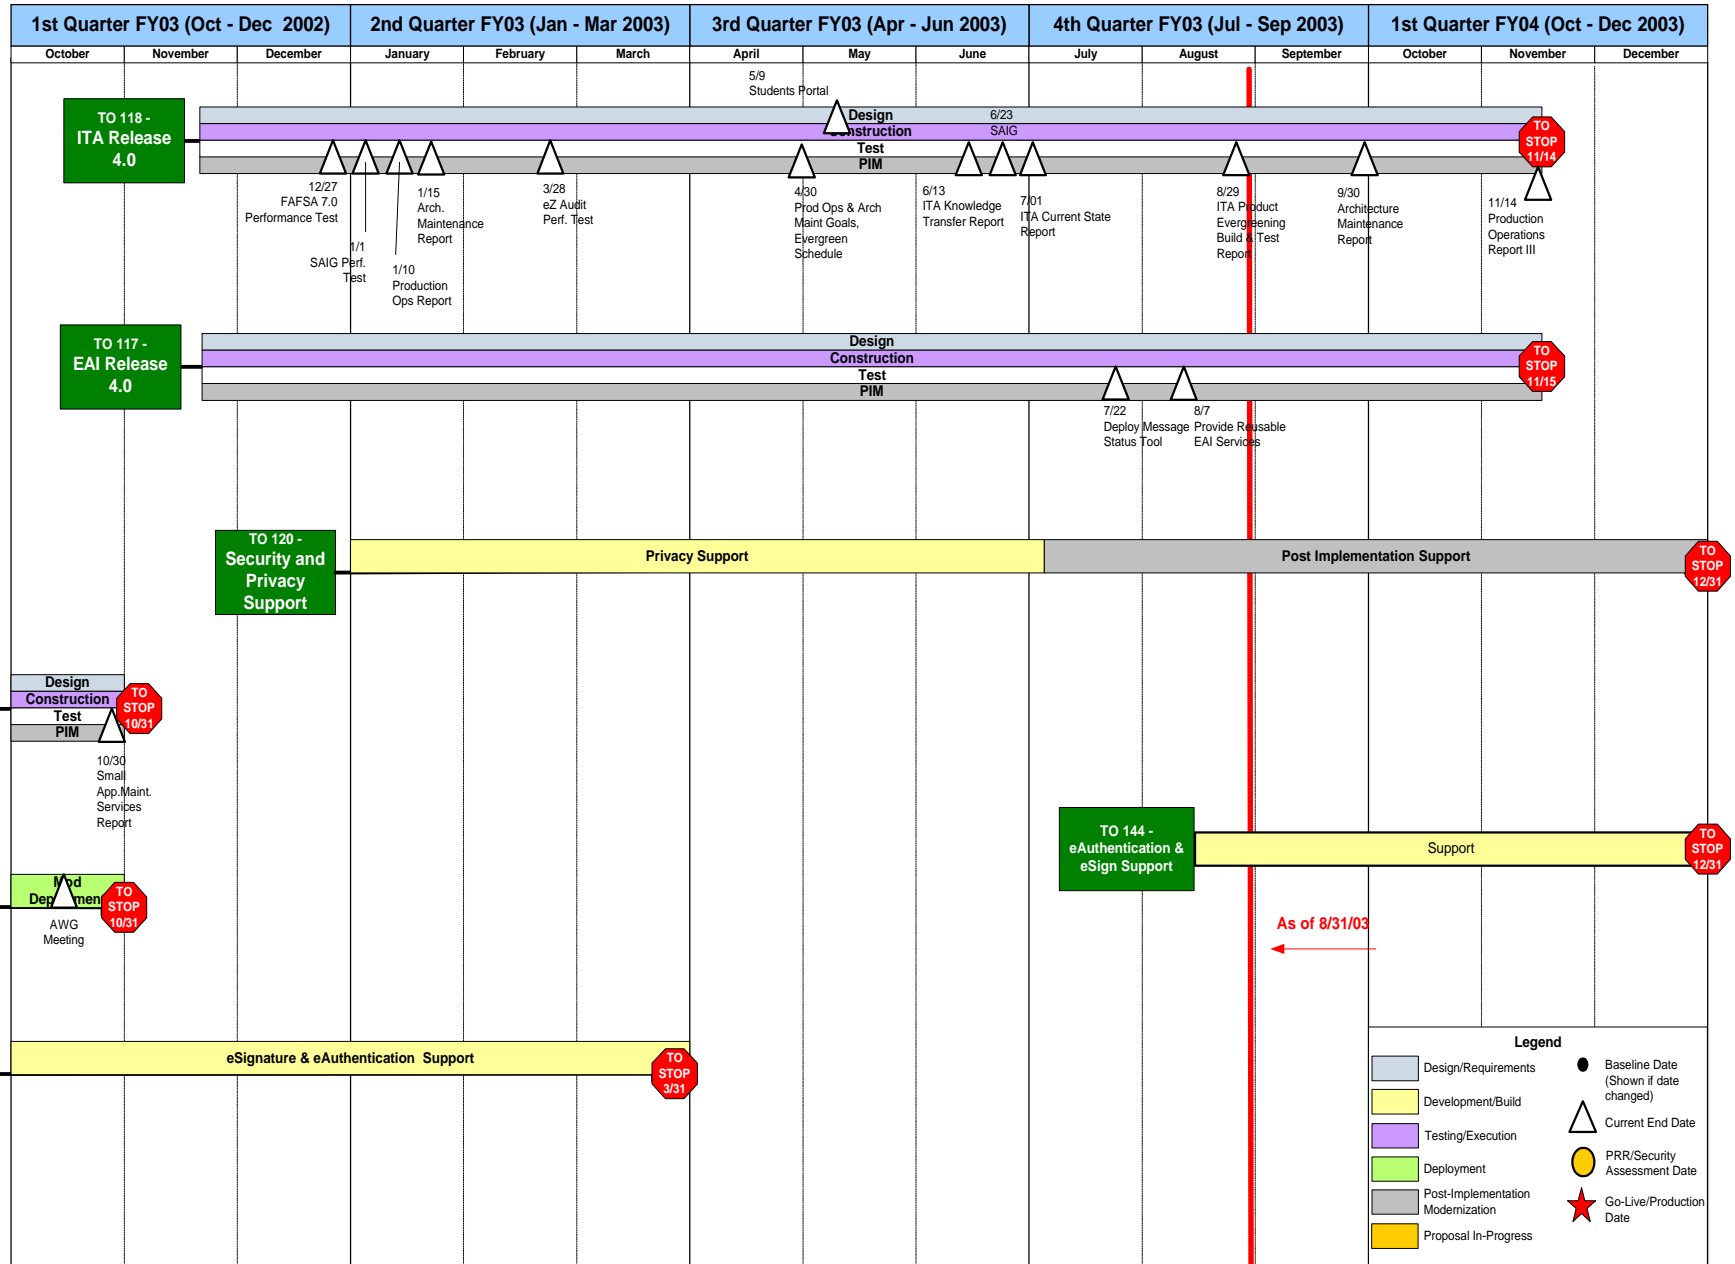 1st Quarter FY03 (Oct - Dec 2002)
2nd Quarter FY03 (Jan - Mar 2003)
3rd Quarter FY03 (Apr - Jun 2003)
4th Quarter FY03 (Jul - Sep 2003)
1st Quarter FY04 (Oct - Dec 2003)
October
November
December
January
February
March
April
May
June
July
August
September
October
November
December
TO 118 -
ITA Release
4.0
5/9
Students Portal
Design
Construction
Test
PIM
6/23
SAIG
TO
STOP
11/14
12/27
FAFSA 7.0
Performance Test
1/1
SAIG Perf.
Test
1/10
Production
Ops Report
1/15
Arch.
Maintenance
Report
3/28
eZ Audit
Perf. Test
4/30
Prod Ops & Arch
Maint Goals,
Evergreen
Schedule
6/13
ITA Knowledge
Transfer Report
7/01
ITA Current State
Report
8/29
ITA Product
Evergreening
Build & Test
Report
9/30
Architecture
Maintenance
Report
11/14
Production
Operations
Report III
TO 117 -
EAI Release
4.0
Design
Construction
Test
PIM
TO
STOP
11/15
7/22
Deploy Message
Status Tool
8/7
Provide Reusable
EAI Services
TO 120 -
Security and
Privacy
Support
Privacy Support
Post Implementation Support
TO
STOP
12/31
Design
Construction
Test
PIM
TO
STOP
10/31
10/30
Small
App.Maint.
Services
Report
TO 144 -
eAuthentication &
eSign Support
Support
TO
STOP
12/31
Mod
Deployment
TO
STOP
10/31
AWG
Meeting
As of 8/31/03
eSignature & eAuthentication Support
TO
STOP
3/31
Legend
Design/Requirements
Development/Build
Testing/Execution
Deployment
Post-Implementation
Modernization
Proposal In-Progress
Baseline Date
(Shown if date
changed)
Current End Date
PRR/Security
Assessment Date
Go-Live/Production
Date